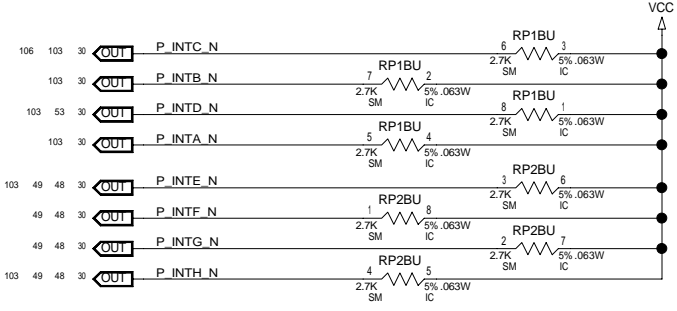 VCC
RP1BU
106 103 30 OUT P_INTC_N 6 3
2.7K 5% .063W
SM IC
RP1BU
103 30 OUT P_INTB_N 7 2
2.7K 5% .063W
SM IC
RP1BU
103 53 30 OUT P_INTD_N 8 1
2.7K 5% .063W
SM IC
RP1BU
103 30 OUT P_INTA_N 5 4
2.7K 5% .063W
SM IC
RP2BU
103 49 48 30 OUT P_INTE_N 3 6
2.7K 5% .063W
SM IC
RP2BU
49 48 30 OUT P_INTF_N 1 8
2.7K 5% .063W
SM IC
RP2BU
49 48 30 OUT P_INTG_N 2 7
2.7K 5% .063W
SM IC
RP2BU
103 49 48 30 OUT P_INTH_N 4 5
2.7K 5% .063W
SM IC